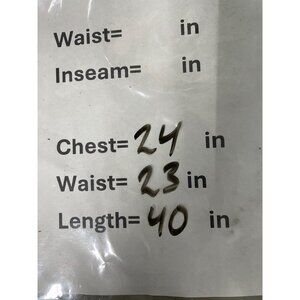 Waist= in
Inseam= in
Chest= 24 in
Waist= 23 in
Length= 40 in